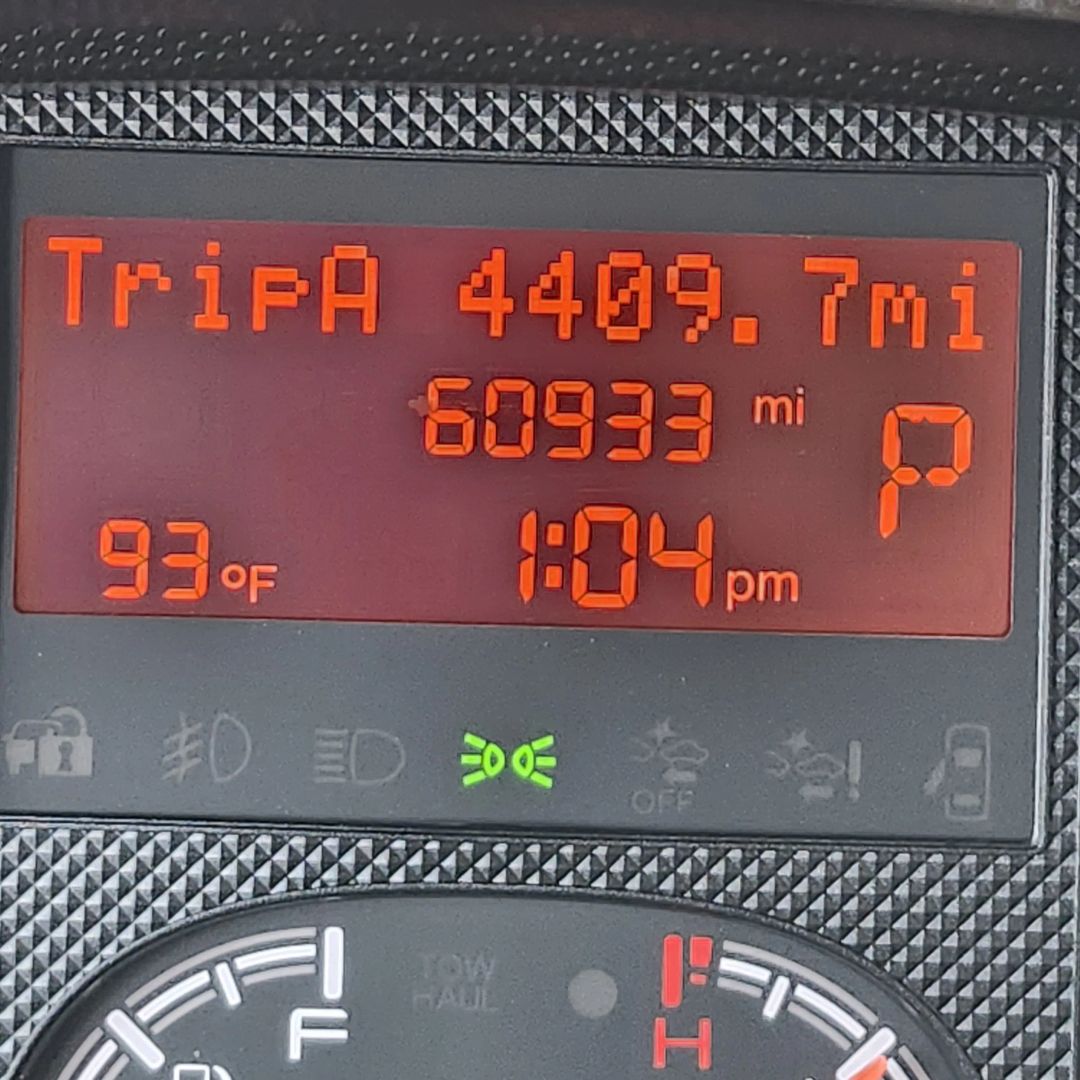 TripA 4409.7mi
60933 mi
P
93°F 1:04 pm
OFF
TOW
HAUL
F
H